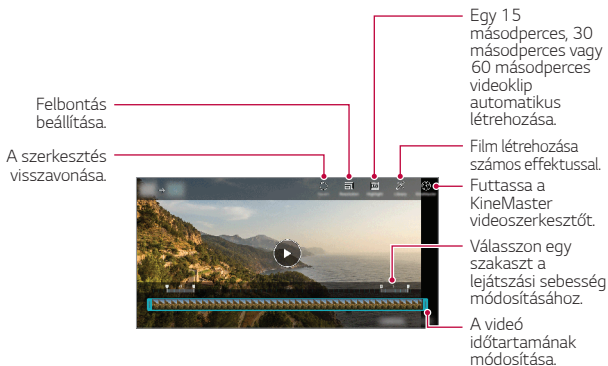 Felbontás
beállítása.
A szerkesztés
visszavonása.
Egy 15
másodperces, 30
másodperces vagy
60 másodperces
videoklip
automatikus
létrehozása.
Film létrehozása
számos effektussal.
Futtassa a
KineMaster
videoszerkesztőt.
Válasszon egy
szakaszt a
lejátszási sebesség
módosításához.
A videó
időtartamának
módosítása.